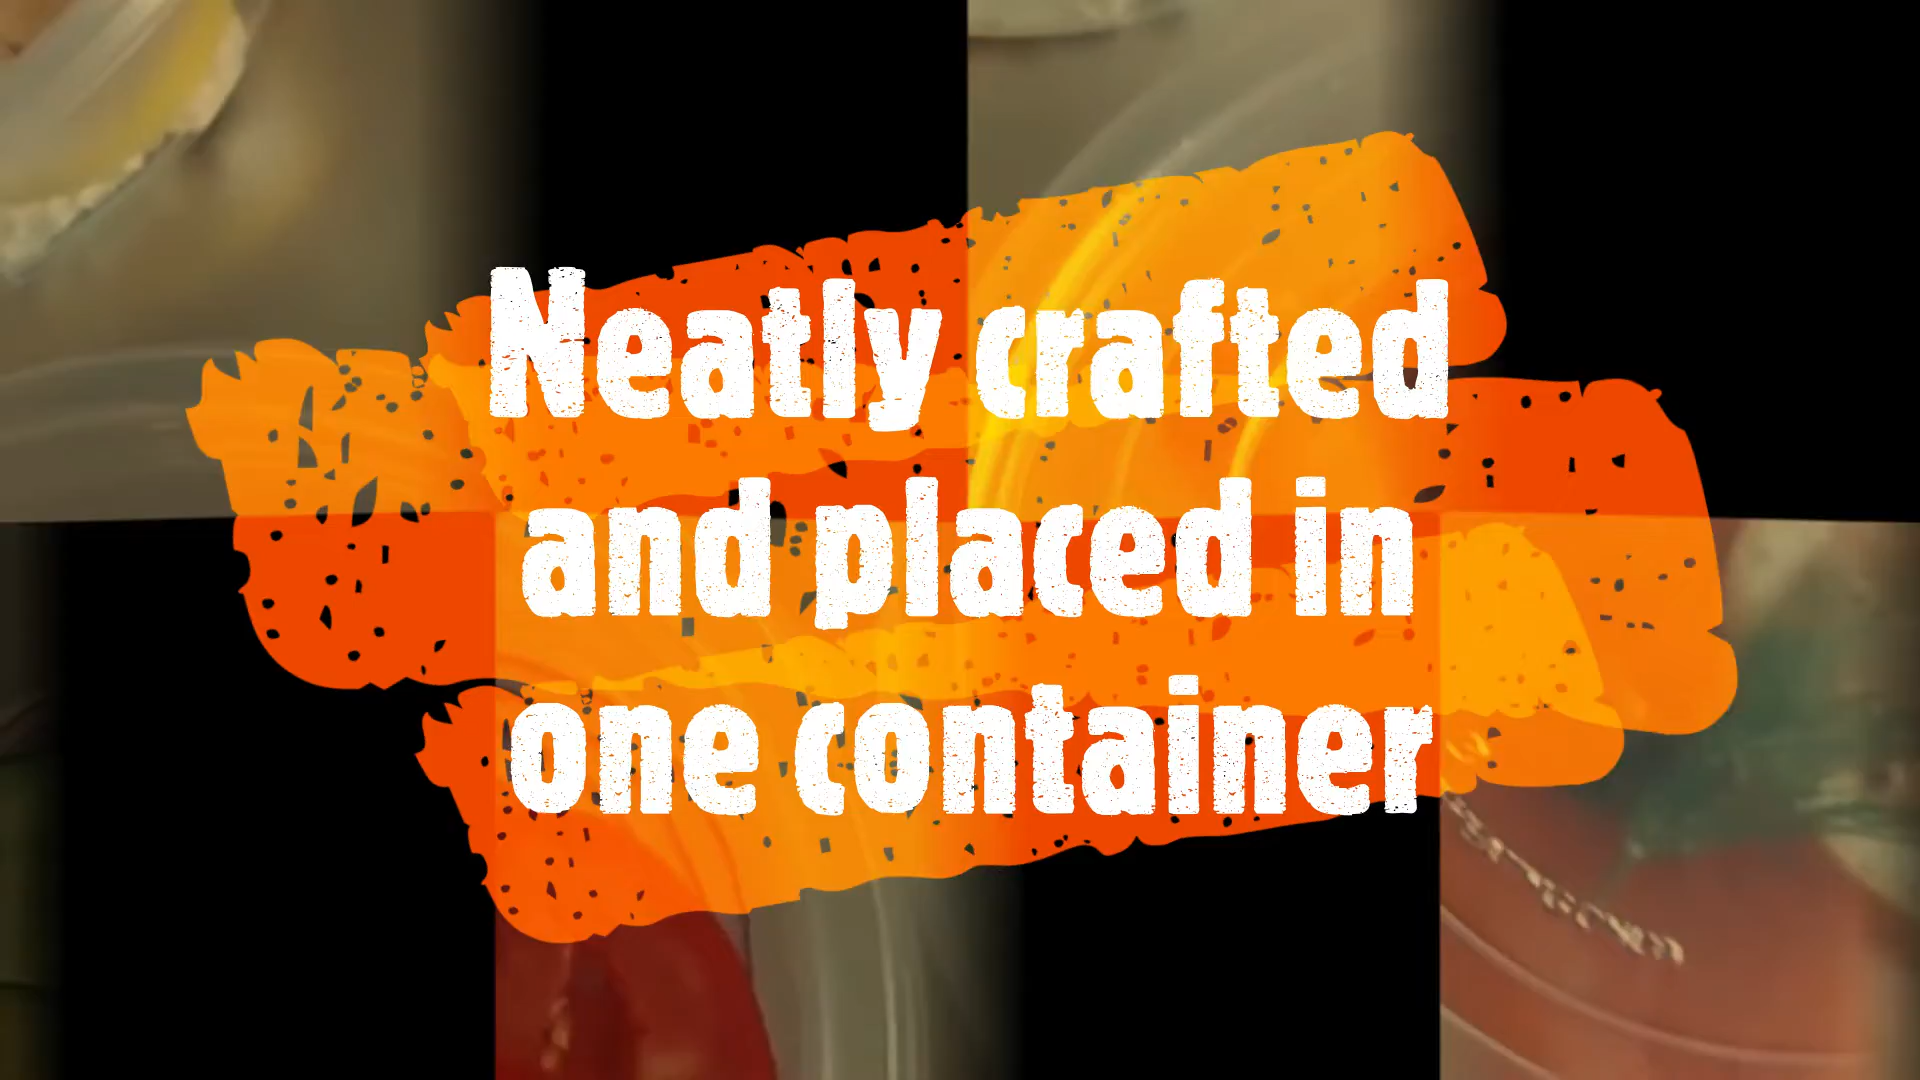 Neatly crafted
and placed in
one container